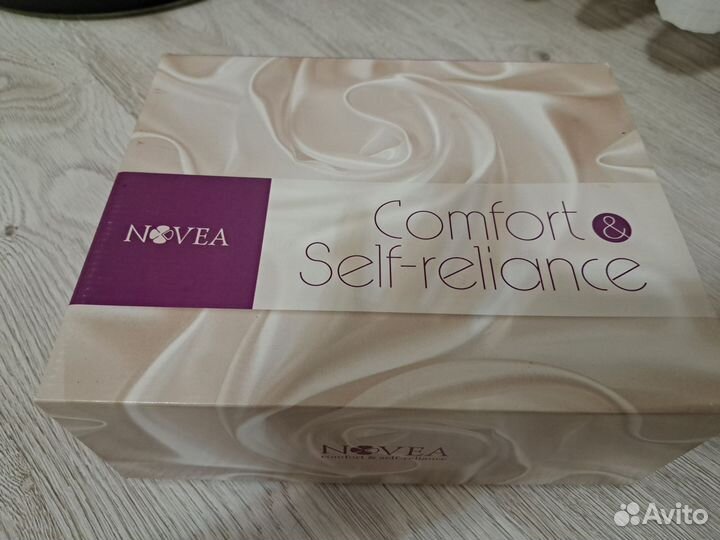 NOVEA
Comfort &
Self-reliance
NOVEA
comfort & self-reliance
Avito